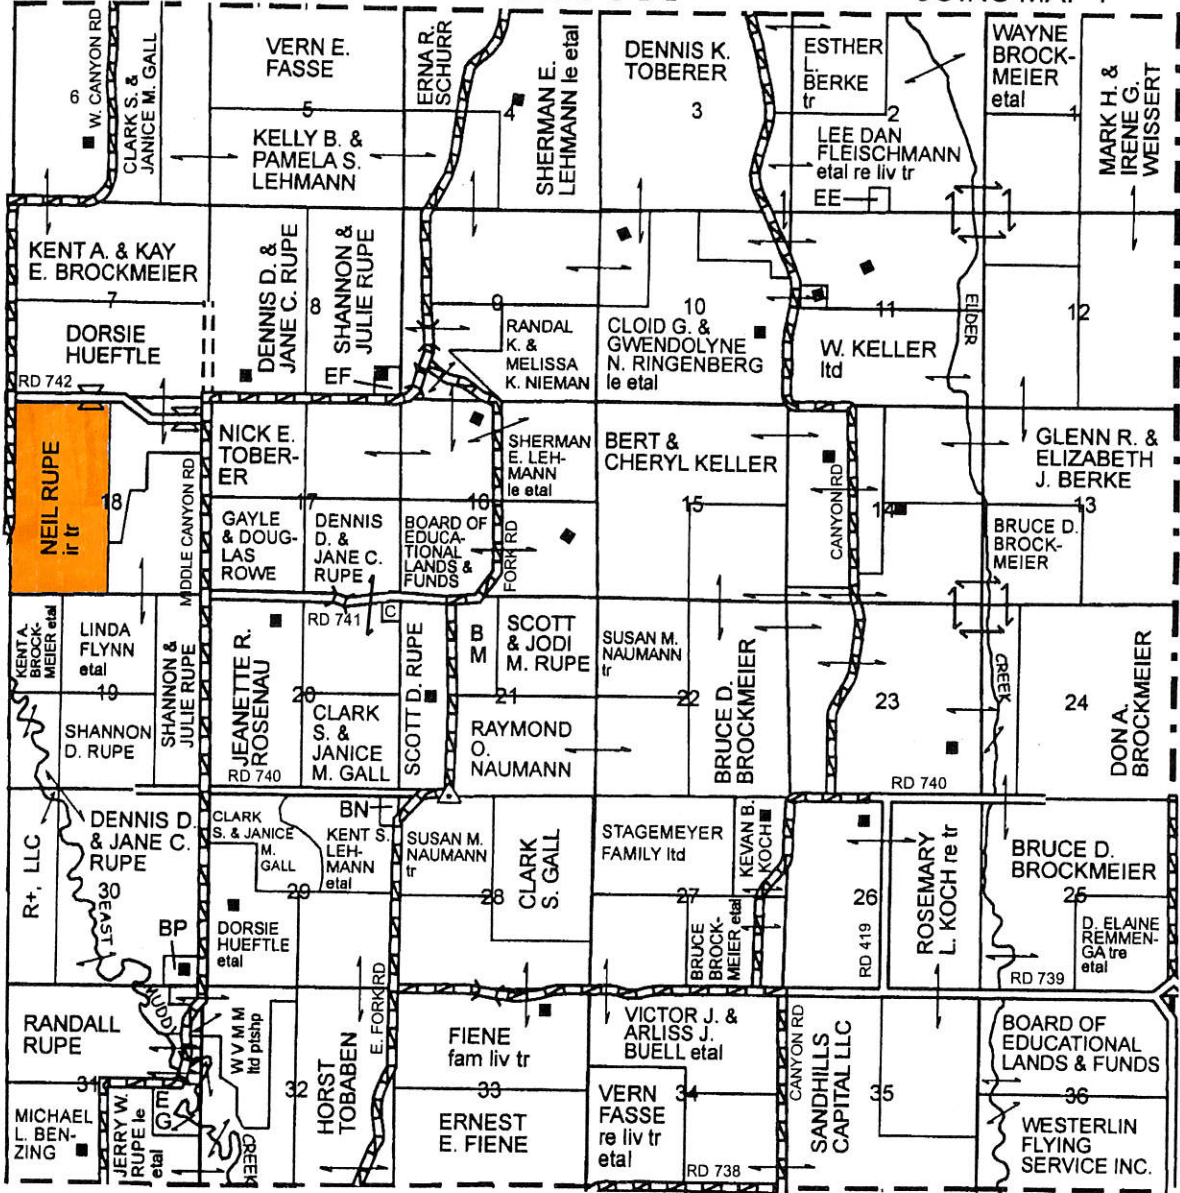 6
W. CANYON RD
CLARK S. &
JANICE M. GALL
VERN E.
FASSE
5
KELLY B. &
PAMELA S.
LEHMANN
ERNA R.
SCHURR
4
SHERMAN E.
LEHMANN le etal
DENNIS K.
TOBERER
3
ESTHER
L.
BERKE
tr
2
LEE DAN
FLEISCHMANN
etal re liv tr
EE
WAYNE
BROCK-
MEIER
etal
1
MARK H. &
IRENE G.
WEISSERT
KENT A. & KAY
E. BROCKMEIER
7
DORSIE
HUEFTLE
RD 742
DENNIS D. &
JANE C. RUPE
8
SHANNON &
JULIE RUPE
EF
9
RANDAL
K. &
MELISSA
K. NIEMAN
10
CLOID G. &
GWENDOLYNE
N. RINGENBERG
le etal
11
W. KELLER
ltd
ELDER
12
NEIL RUPE
ir tr
18
MIDDLE CANYON RD
NICK E.
TOBER-
ER
17
GAYLE
& DOUG-
LAS
ROWE
DENNIS
D. &
JANE C.
RUPE
16
BOARD OF
EDUCA-
TIONAL
LANDS &
FUNDS
SHERMAN
E. LEH-
MANN
le etal
FORK RD
BERT &
CHERYL KELLER
15
CANYON RD
14
GLENN R. &
ELIZABETH
J. BERKE
13
BRUCE D.
BROCK-
MEIER
KENT A.
BROCK-
MEIER etal
LINDA
FLYNN
etal
19
SHANNON
D. RUPE
SHANNON &
JULIE RUPE
JEANETTE R.
ROSENAU
RD 741
C
20
CLARK
S. &
JANICE
M. GALL
RD 740
SCOTT D. RUPE
B
M
SCOTT
& JODI
M. RUPE
21
RAYMOND
O.
NAUMANN
SUSAN M.
NAUMANN
tr
22
BRUCE D.
BROCKMEIER
23
RD 740
CREEK
24
DON A.
BROCKMEIER
R+, LLC
DENNIS D.
& JANE C.
RUPE
30
EAST
BP
CLARK
S. & JANICE
M.
GALL
29
KENT S.
LEH-
MANN
etal
BN
DORSIE
HUEFTLE
etal
SUSAN M.
NAUMANN
tr
28
CLARK
S. GALL
STAGEMEYER
FAMILY ltd
27
KEVAN B.
KOCH
BRUCE
BROCK-
MEIER etal
26
RD 419
ROSEMARY
L. KOCH re tr
BRUCE D.
BROCKMEIER
25
D. ELAINE
REMMEN-
GA tre
etal
RD 739
RANDALL
RUPE
31
MICHAEL
L. BEN-
ZING
JERRY W.
RUPE le
etal
E
G
W V M M
ltd ptshp
CREEK
32
HORST
TOBABEN
E. FORK RD
FIENE
fam liv tr
33
ERNEST
E. FIENE
VICTOR J. &
ARLISS J.
BUELL etal
34
VERN
FASSE
re liv tr
etal
RD 738
CANYON RD
SANDHILLS
CAPITAL LLC
35
BOARD OF
EDUCATIONAL
LANDS & FUNDS
36
WESTERLIN
FLYING
SERVICE INC.